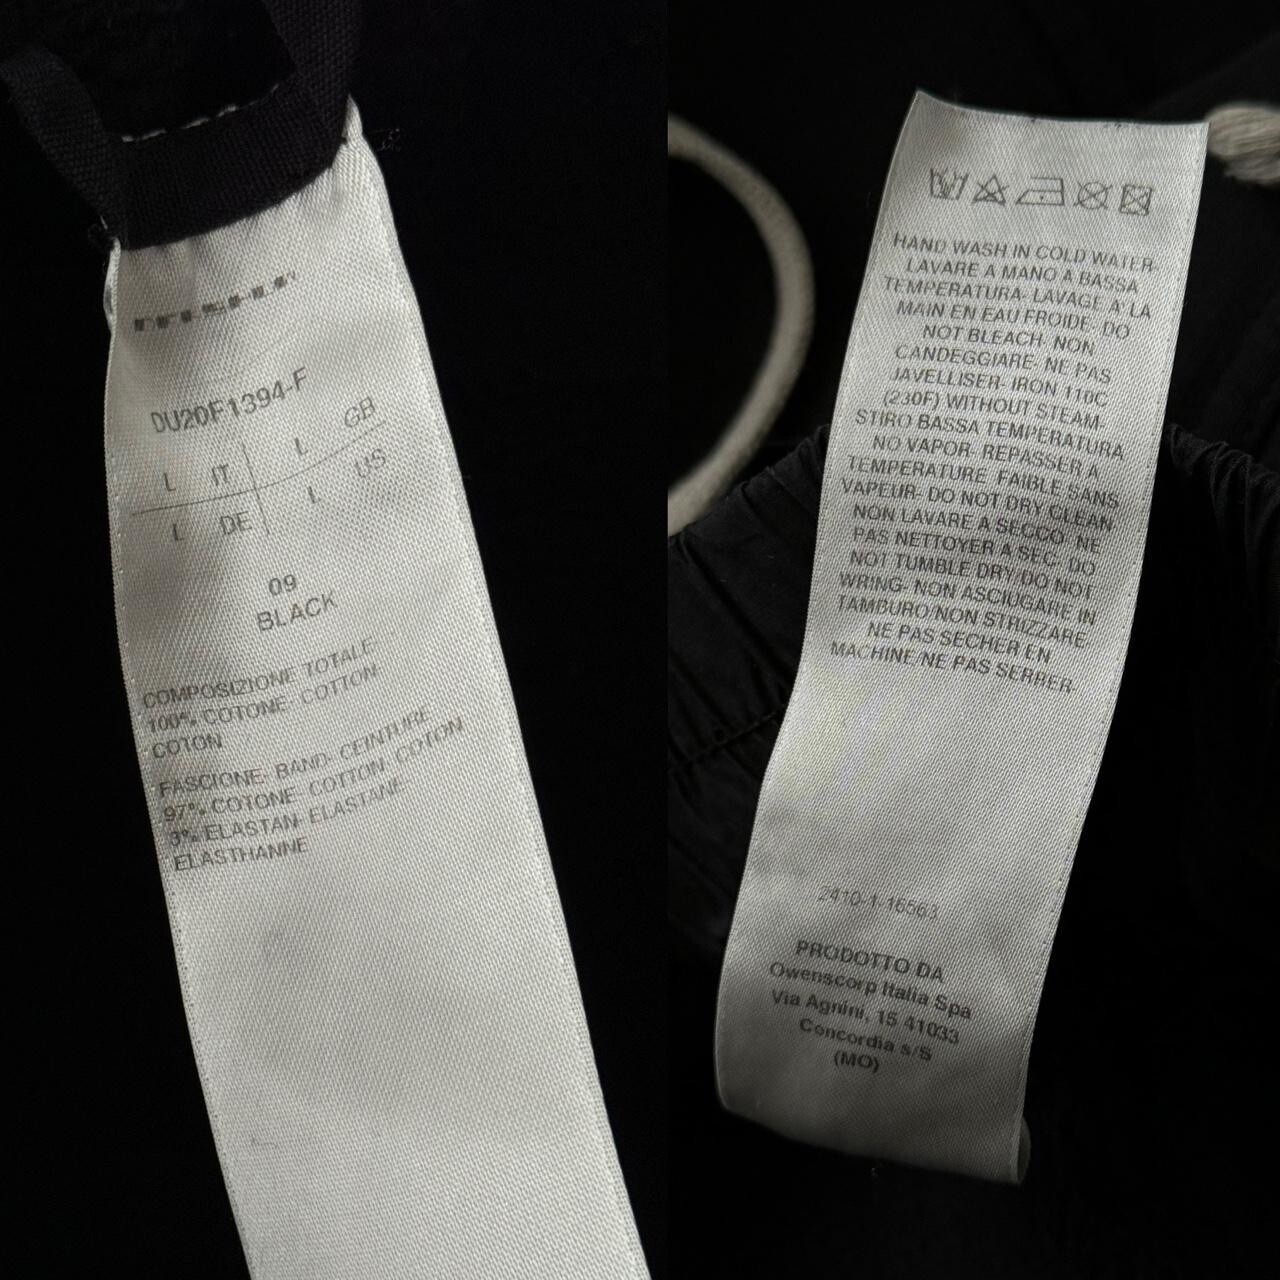 DU20F1394-F
L IT L GB
L DE L US
09
BLACK
COMPOSIZIONE TOTALE
100% COTONE- COTTON-
COTON
FASCIONE- BAND- CEINTURE
97% COTONE COTTON COTON
3% ELASTAN- ELASTANE-
ELASTHANNE
HAND WASH IN COLD WATER-
LAVARE A MANO A BASSA
TEMPERATURA- LAVAGE A'LA
MAIN EN EAU FROIDE- DO
NOT BLEACH- NON
CANDEGGIARE- NE PAS
JAVELLISER- IRON 110C
(230F) WITHOUT STEAM-
STIRO BASSA TEMPERATURA
NO VAPOR- REPASSER A
TEMPERATURE FAIBLE SANS
VAPEUR- DO NOT DRY CLEAN-
NON LAVARE A SECCO- NE
PAS NETTOYER A SEC- DO
NOT TUMBLE DRY/DO NOT
WRING- NON ASCIUGARE IN
TAMBURO/NON STRIZZARE-
NE PAS SECHER EN
MACHINE/NE PAS SERRER-
2410-1-16563
PRODOTTO DA
Owenscorp Italia Spa
Via Agnini, 15 41033
Concordia s/S
(MO)